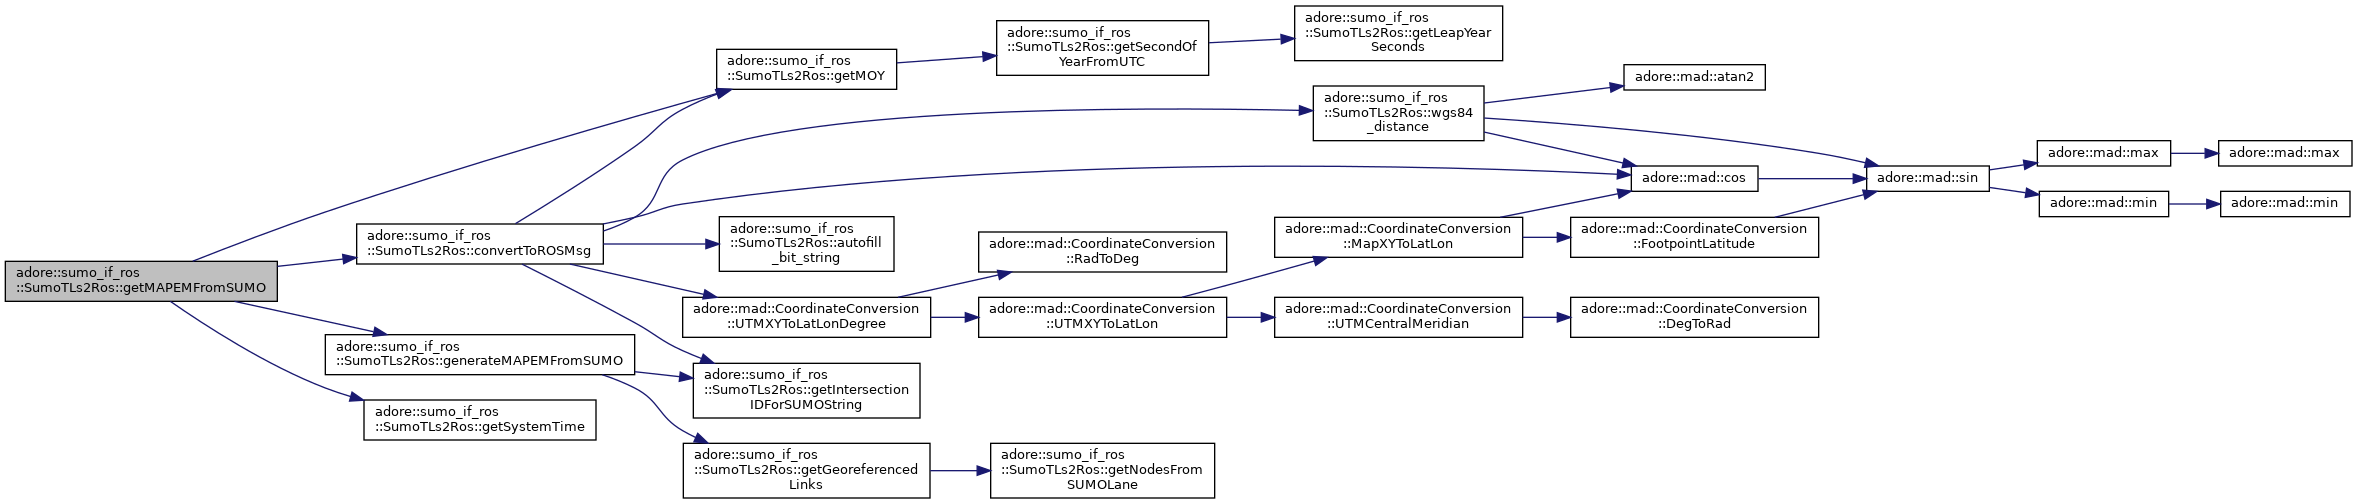 adore::sumo_if_ros
::SumoTLs2Ros::getMAPEMFromSUMO
adore::sumo_if_ros
::SumoTLs2Ros::getMOY
adore::sumo_if_ros
::SumoTLs2Ros::getSecondOf
YearFromUTC
adore::sumo_if_ros
::SumoTLs2Ros::getLeapYear
Seconds
adore::sumo_if_ros
::SumoTLs2Ros::convertToROSMsg
adore::sumo_if_ros
::SumoTLs2Ros::wgs84
_distance
adore::mad::atan2
adore::mad::cos
adore::mad::sin
adore::mad::max
adore::mad::max
adore::mad::min
adore::mad::min
adore::sumo_if_ros
::SumoTLs2Ros::autofill
_bit_string
adore::mad::CoordinateConversion
::UTMXYToLatLonDegree
adore::mad::CoordinateConversion
::RadToDeg
adore::mad::CoordinateConversion
::UTMXYToLatLon
adore::mad::CoordinateConversion
::MapXYToLatLon
adore::mad::CoordinateConversion
::FootpointLatitude
adore::mad::CoordinateConversion
::UTMCentralMeridian
adore::mad::CoordinateConversion
::DegToRad
adore::sumo_if_ros
::SumoTLs2Ros::generateMAPEMFromSUMO
adore::sumo_if_ros
::SumoTLs2Ros::getIntersection
IDForSUMOString
adore::sumo_if_ros
::SumoTLs2Ros::getSystemTime
adore::sumo_if_ros
::SumoTLs2Ros::getGeoreferenced
Links
adore::sumo_if_ros
::SumoTLs2Ros::getNodesFrom
SUMOLane